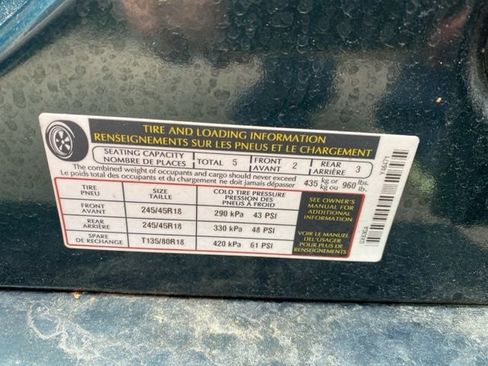 TIRE AND LOADING INFORMATION
RENSEIGNEMENTS SUR LES PNEUS ET LE CHARGEMENT
SEATING CAPACITY
NOMBRE DE PLACES
TOTAL 5
FRONT
AVANT 2
REAR
ARRIÈRE 3
The combined weight of occupants and cargo should never exceed
Le poids total des occupants et du chargement ne doit jamais dépasser
435 kg or 960 lbs.
kg ou lb.
TIRE
PNEU
SIZE
TAILLE
COLD TIRE PRESSURE
PRESSION DES
PNEUS À FROID
FRONT
AVANT
245/45R18
290 kPa 43 PSI
REAR
ARRIÈRE
245/45R18
330 kPa 48 PSI
SPARE
DE RECHANGE
T135/80R18
420 kPa 61 PSI
SEE OWNER'S
MANUAL FOR
ADDITIONAL
INFORMATION
VOIR LE MANUEL
DE L'USAGER
POUR PLUS DE
RENSEIGNEMENTS